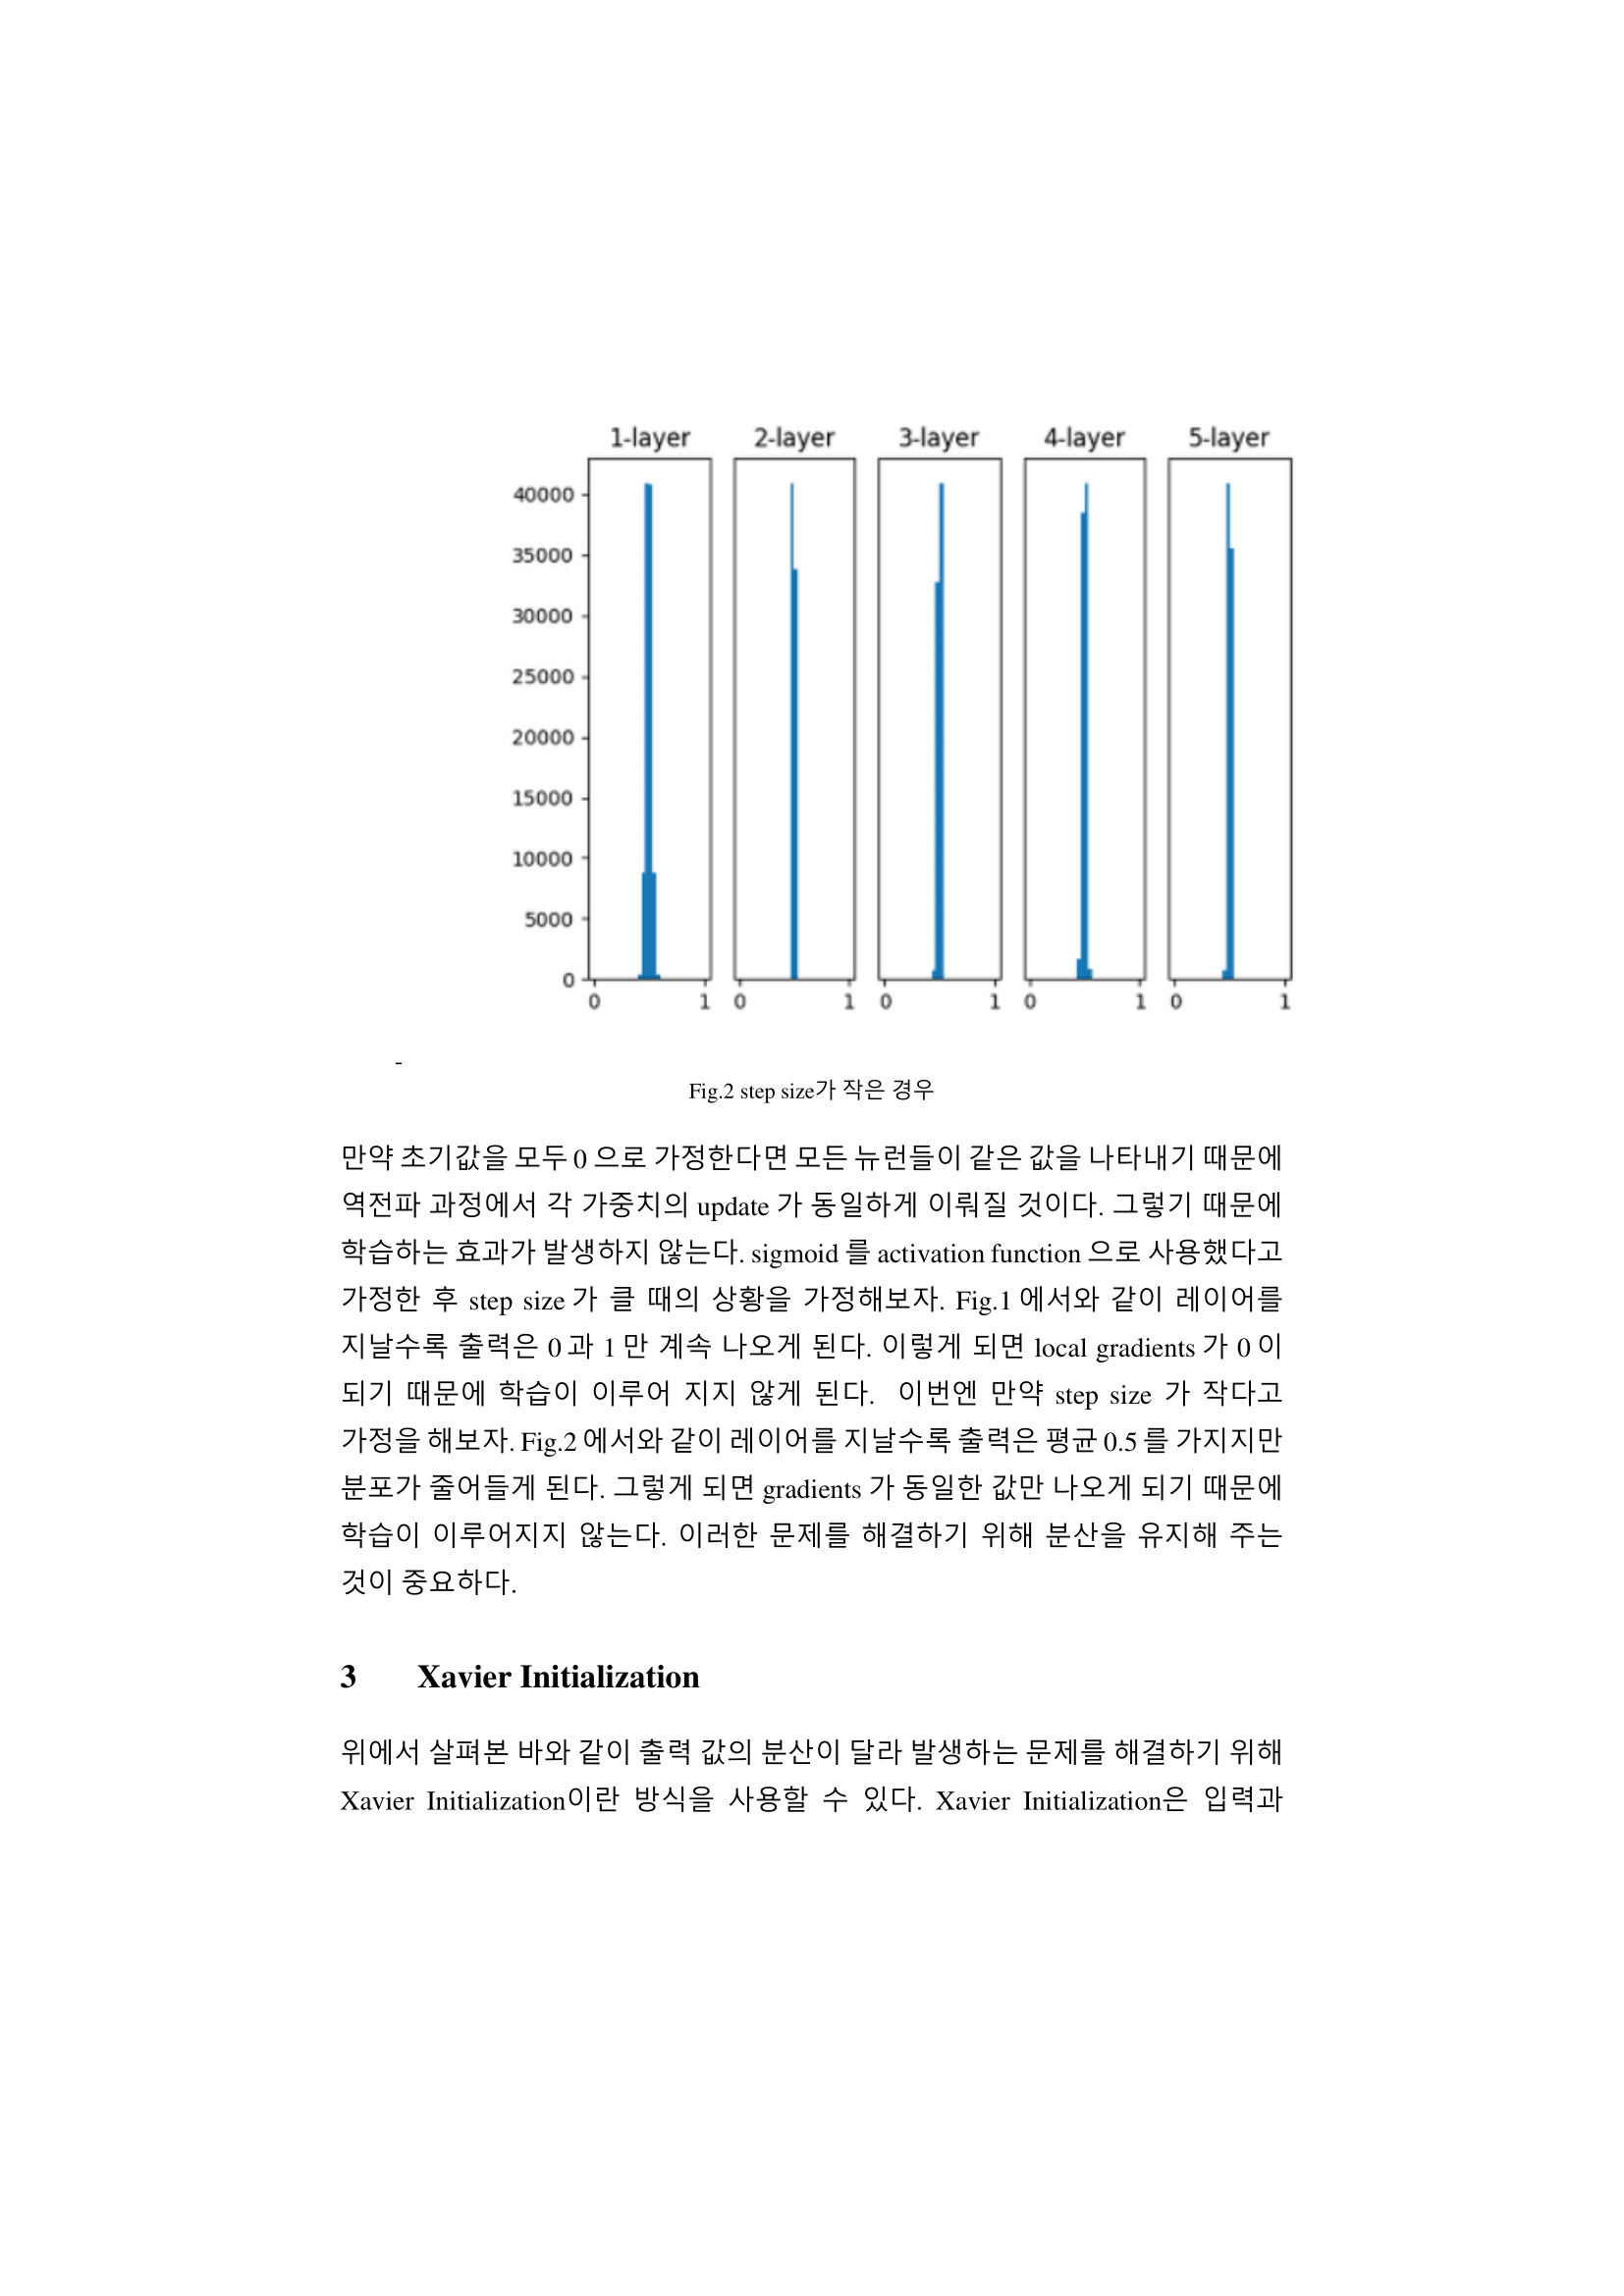 1-layer 2-layer 3-layer 4-layer 5-layer
40000
35000
30000
25000
20000
15000
10000
5000
0
0 1 0 1 0 1 0 1 0 1
-
Fig.2 step size가 작은 경우
만약 초기값을 모두 0 으로 가정한다면 모든 뉴런들이 같은 값을 나타내기 때문에
역전파 과정에서 각 가중치의 update 가 동일하게 이뤄질 것이다. 그렇기 때문에
학습하는 효과가 발생하지 않는다. sigmoid 를 activation function 으로 사용했다고
가정한 후 step size 가 클 때의 상황을 가정해보자. Fig.1 에서와 같이 레이어를
지날수록 출력은 0 과 1 만 계속 나오게 된다. 이렇게 되면 local gradients 가 0 이
되기 때문에 학습이 이루어 지지 않게 된다. 이번엔 만약 step size 가 작다고
가정을 해보자. Fig.2 에서와 같이 레이어를 지날수록 출력은 평균 0.5 를 가지지만
분포가 줄어들게 된다. 그렇게 되면 gradients 가 동일한 값만 나오게 되기 때문에
학습이 이루어지지 않는다. 이러한 문제를 해결하기 위해 분산을 유지해 주는
것이 중요하다.
3 Xavier Initialization
위에서 살펴본 바와 같이 출력 값의 분산이 달라 발생하는 문제를 해결하기 위해
Xavier Initialization이란 방식을 사용할 수 있다. Xavier Initialization은 입력과